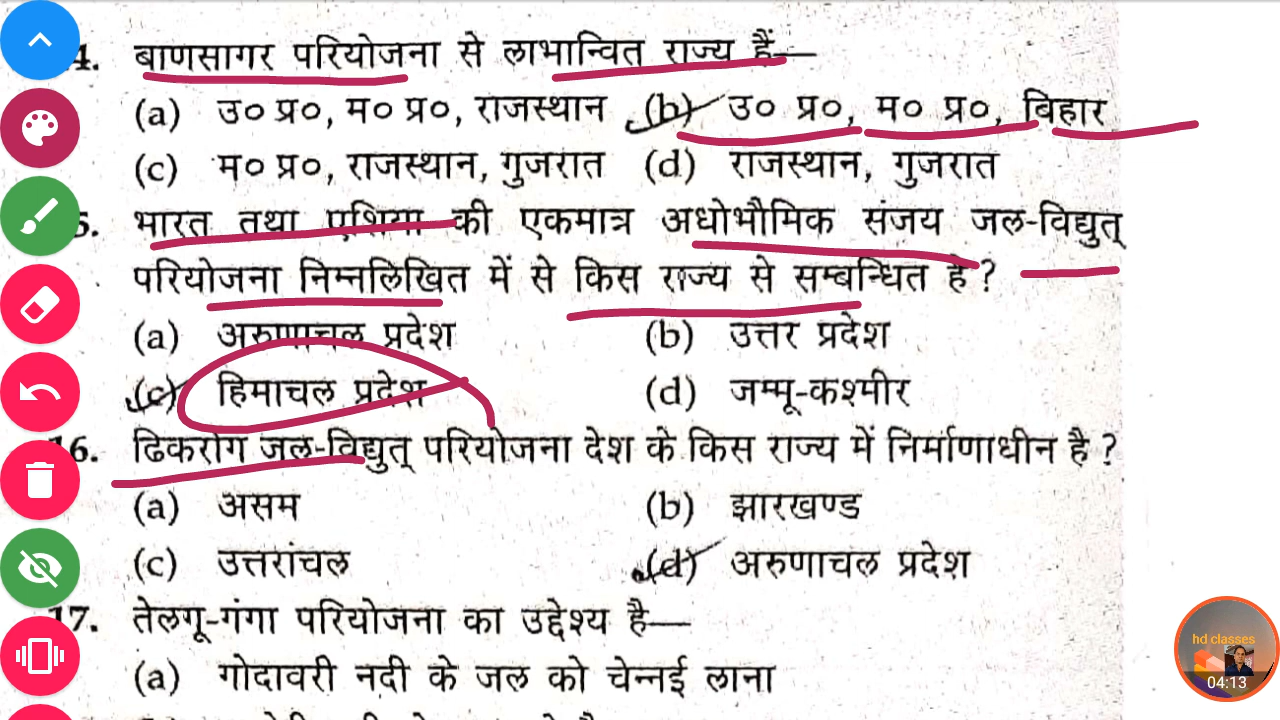 4. बाणसागर परियोजना से लाभान्वित राज्य हैं—
(a) उ० प्र०, म० प्र०, राजस्थान (b) उ० प्र०, म० प्र०, विहार
(c) म० प्र०, राजस्थान, गुजरात (d) राजस्थान, गुजरात
5. भारत तथा एशिया की एकमात्र अधोभौमिक संजय जल-विद्युत्
परियोजना निम्नलिखित में से किस राज्य से सम्बन्धित है ?
(a) अरुणाचल प्रदेश (b) उत्तर प्रदेश
(c) हिमाचल प्रदेश (d) जम्मू-कश्मीर
16. ढिकरोंग जल-विद्युत् परियोजना देश के किस राज्य में निर्माणाधीन है ?
(a) असम (b) झारखण्ड
(c) उत्तरांचल (d) अरुणाचल प्रदेश
17. तेलगू-गंगा परियोजना का उद्देश्य है—
(a) गोदावरी नदी के जल को चेन्नई लाना
hd classes
04:13